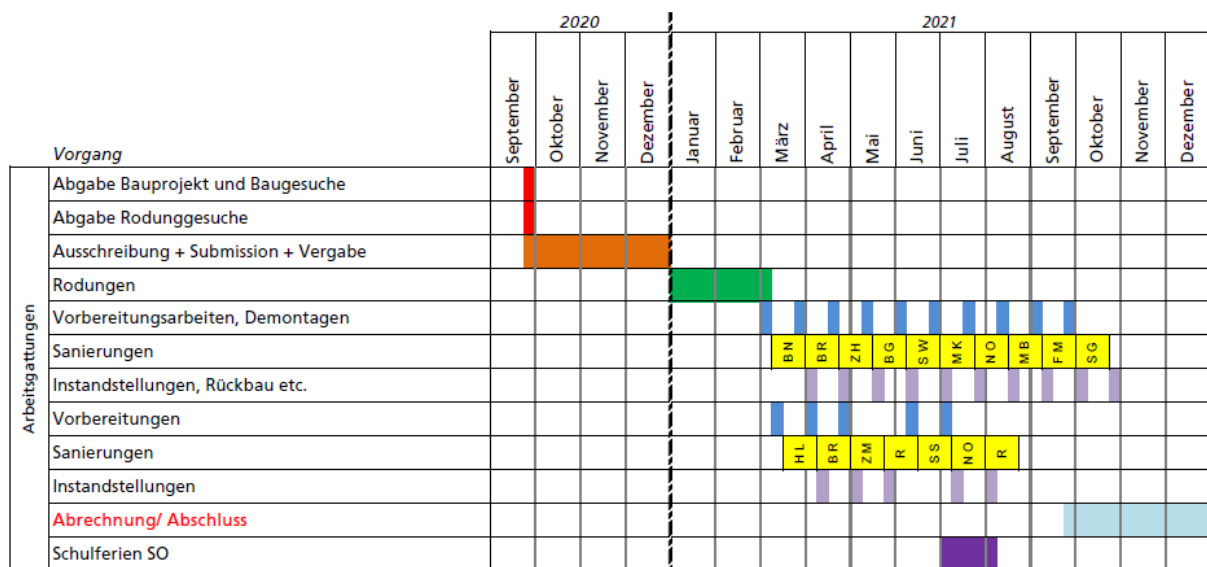 2020 2021
September Oktober November Dezember Januar Februar März April Mai Juni Juli August September Oktober November Dezember
Vorgang
Arbeitsgattungen
Abgabe Bauprojekt und Baugesuche
Abgabe Rodunggesuche
Ausschreibung + Submission + Vergabe
Rodungen
Vorbereitungsarbeiten, Demontagen
Sanierungen BN BR ZH BG SW MK NO MB FM SG
Instandstellungen, Rückbau etc.
Vorbereitungen
Sanierungen HL BR ZM R SS NO R
Instandstellungen
Abrechnung/ Abschluss
Schulferien SO